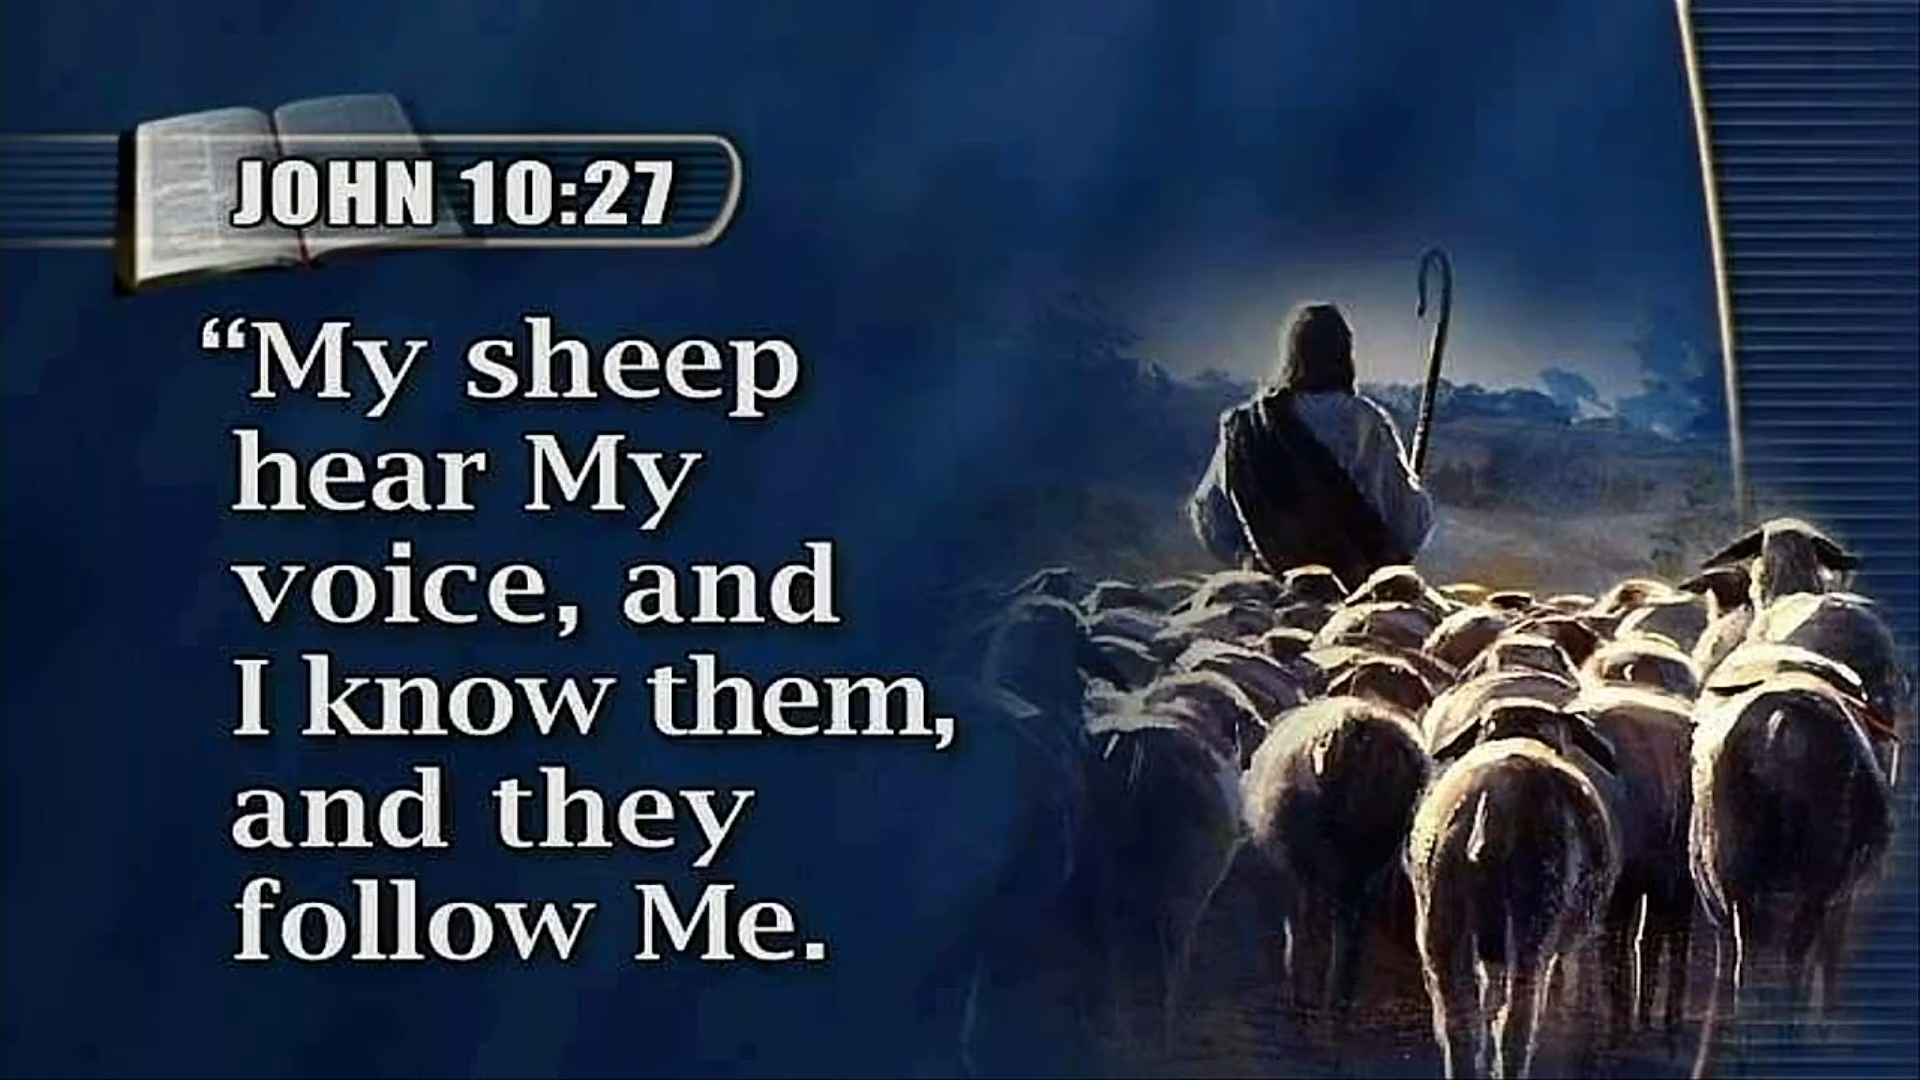 JOHN 10:27
“My sheep
hear My
voice, and
I know them,
and they
follow Me.